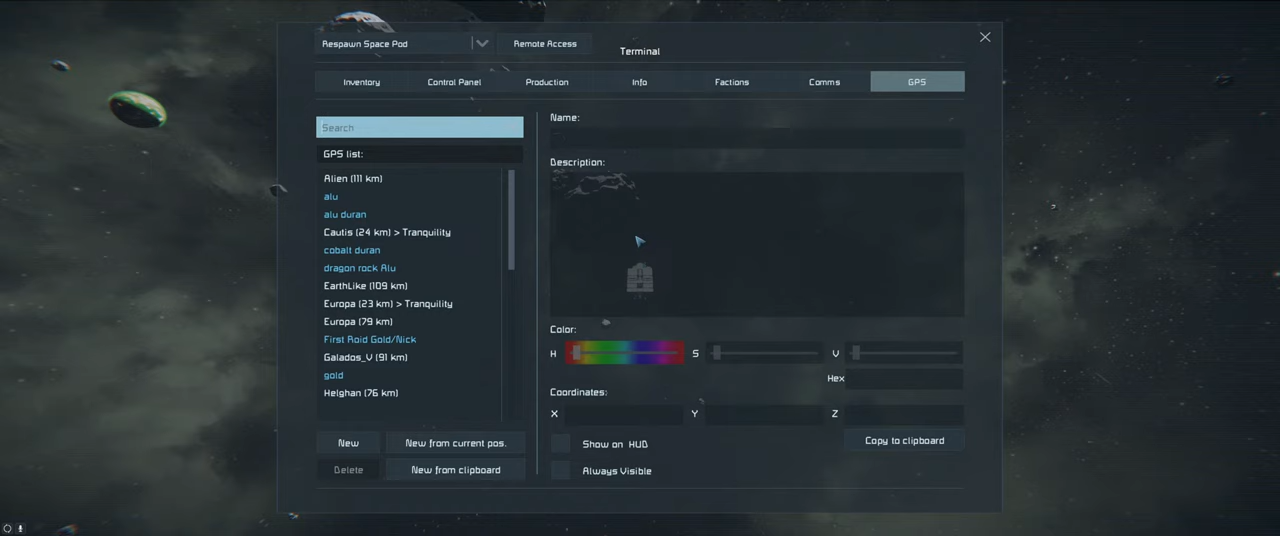 Respawn Space Pod
Remote Access
Terminal
Inventory
Control Panel
Production
Info
Factions
Comms
GPS
Search
GPS list:
Alien (111 km)
alu
alu duran
Cautis (24 km) > Tranquility
cobalt duran
dragon rock Alu
EarthLike (109 km)
Europa (23 km) > Tranquility
Europa (79 km)
First Raid Gold/Nick
Galados_V (91 km)
gold
Helghan (76 km)
New
New from current pos.
Delete
New from clipboard
Name:
Description:
Color:
H
S
V
Hex
Coordinates:
X
Y
Z
Show on HUD
Copy to clipboard
Always Visible